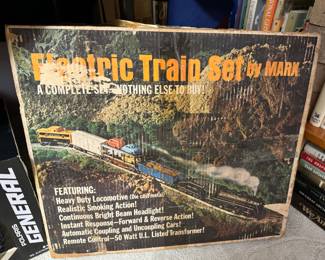 Electric Train Set by MARX
A COMPLETE SET - NOTHING ELSE TO BUY!
FEATURING:
Heavy Duty Locomotive
Realistic Smoking Action!
Continuous Bright Beam Headlight!
Instant Response—Forward & Reverse Action!
Automatic Coupling and Uncoupling Cars!
Remote Control—50 Watt U.L. Listed Transformer!
GENERAL